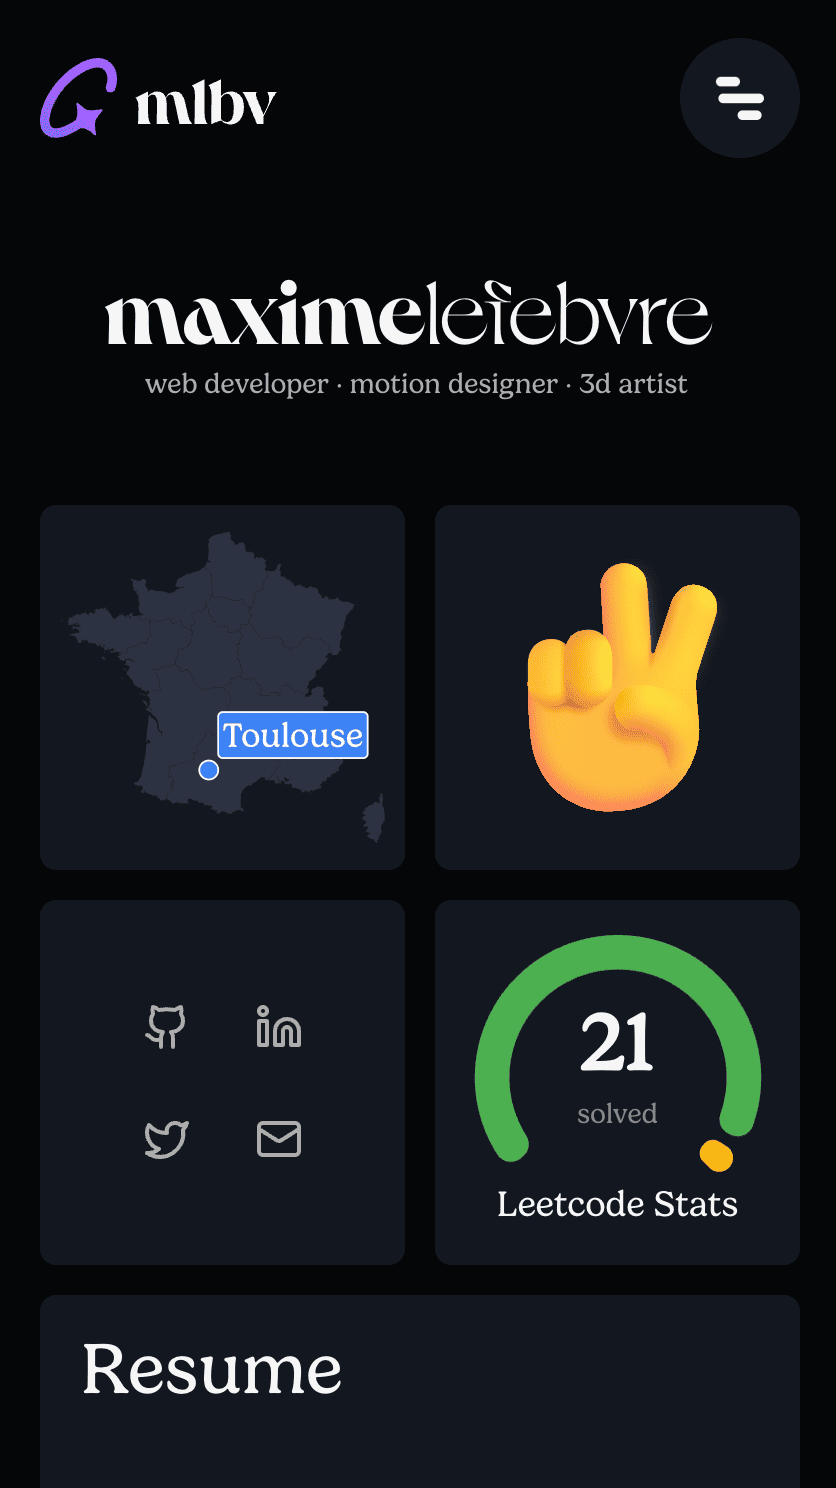 mlbv
maximelefebvre
web developer · motion designer · 3d artist
Toulouse
21
solved
Leetcode Stats
Resume